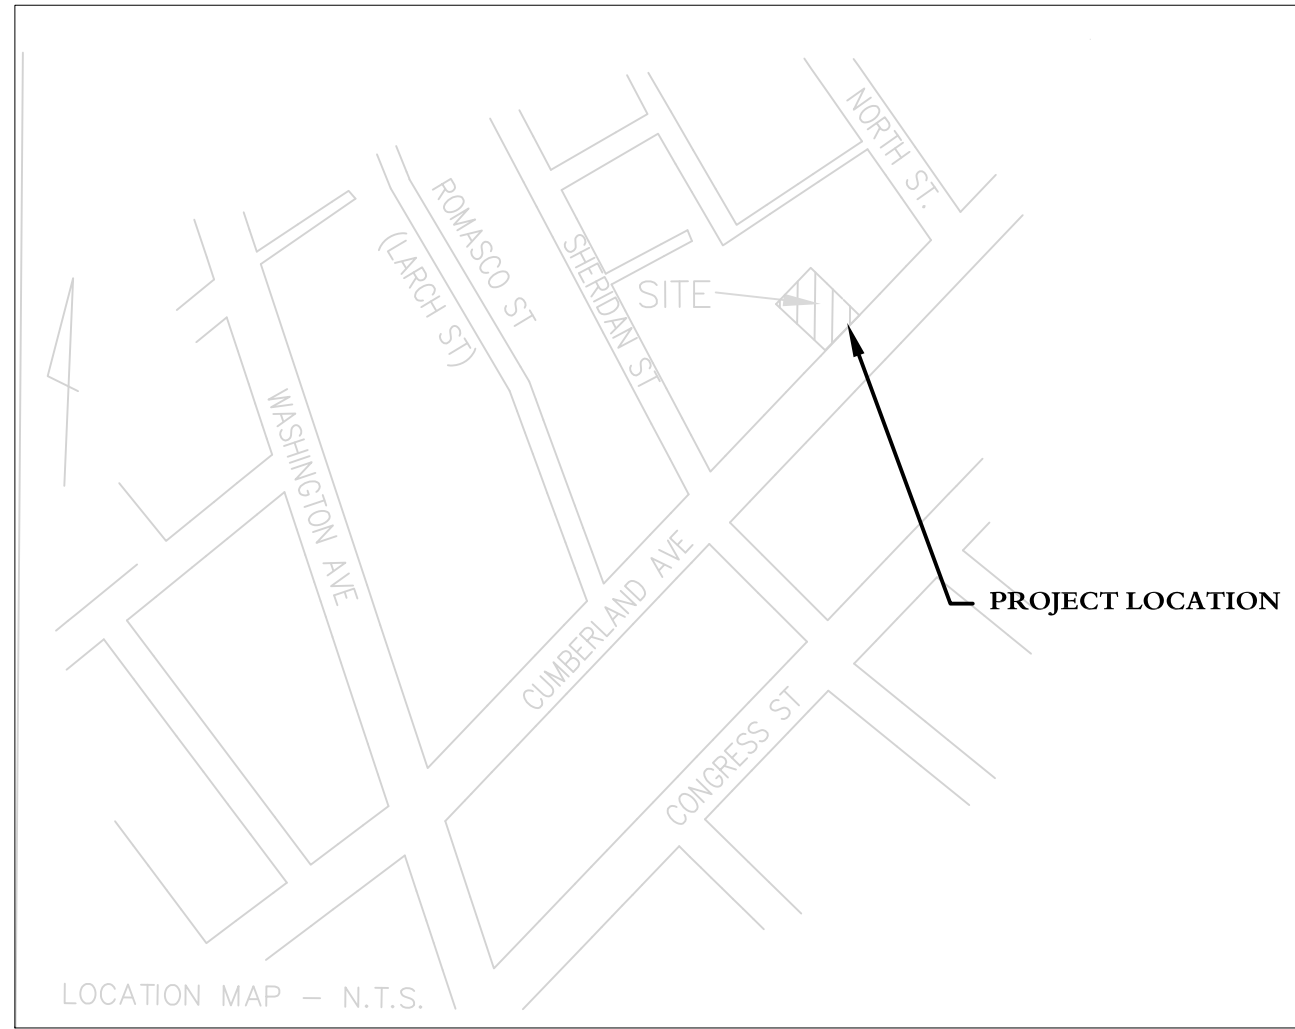 NORTH ST.
ROMASCO ST
(LARCH ST)
SHERIDAN ST
SITE
WASHINGTON AVE
CUMBERLAND AVE
PROJECT LOCATION
CONGRESS ST
LOCATION MAP – N.T.S.